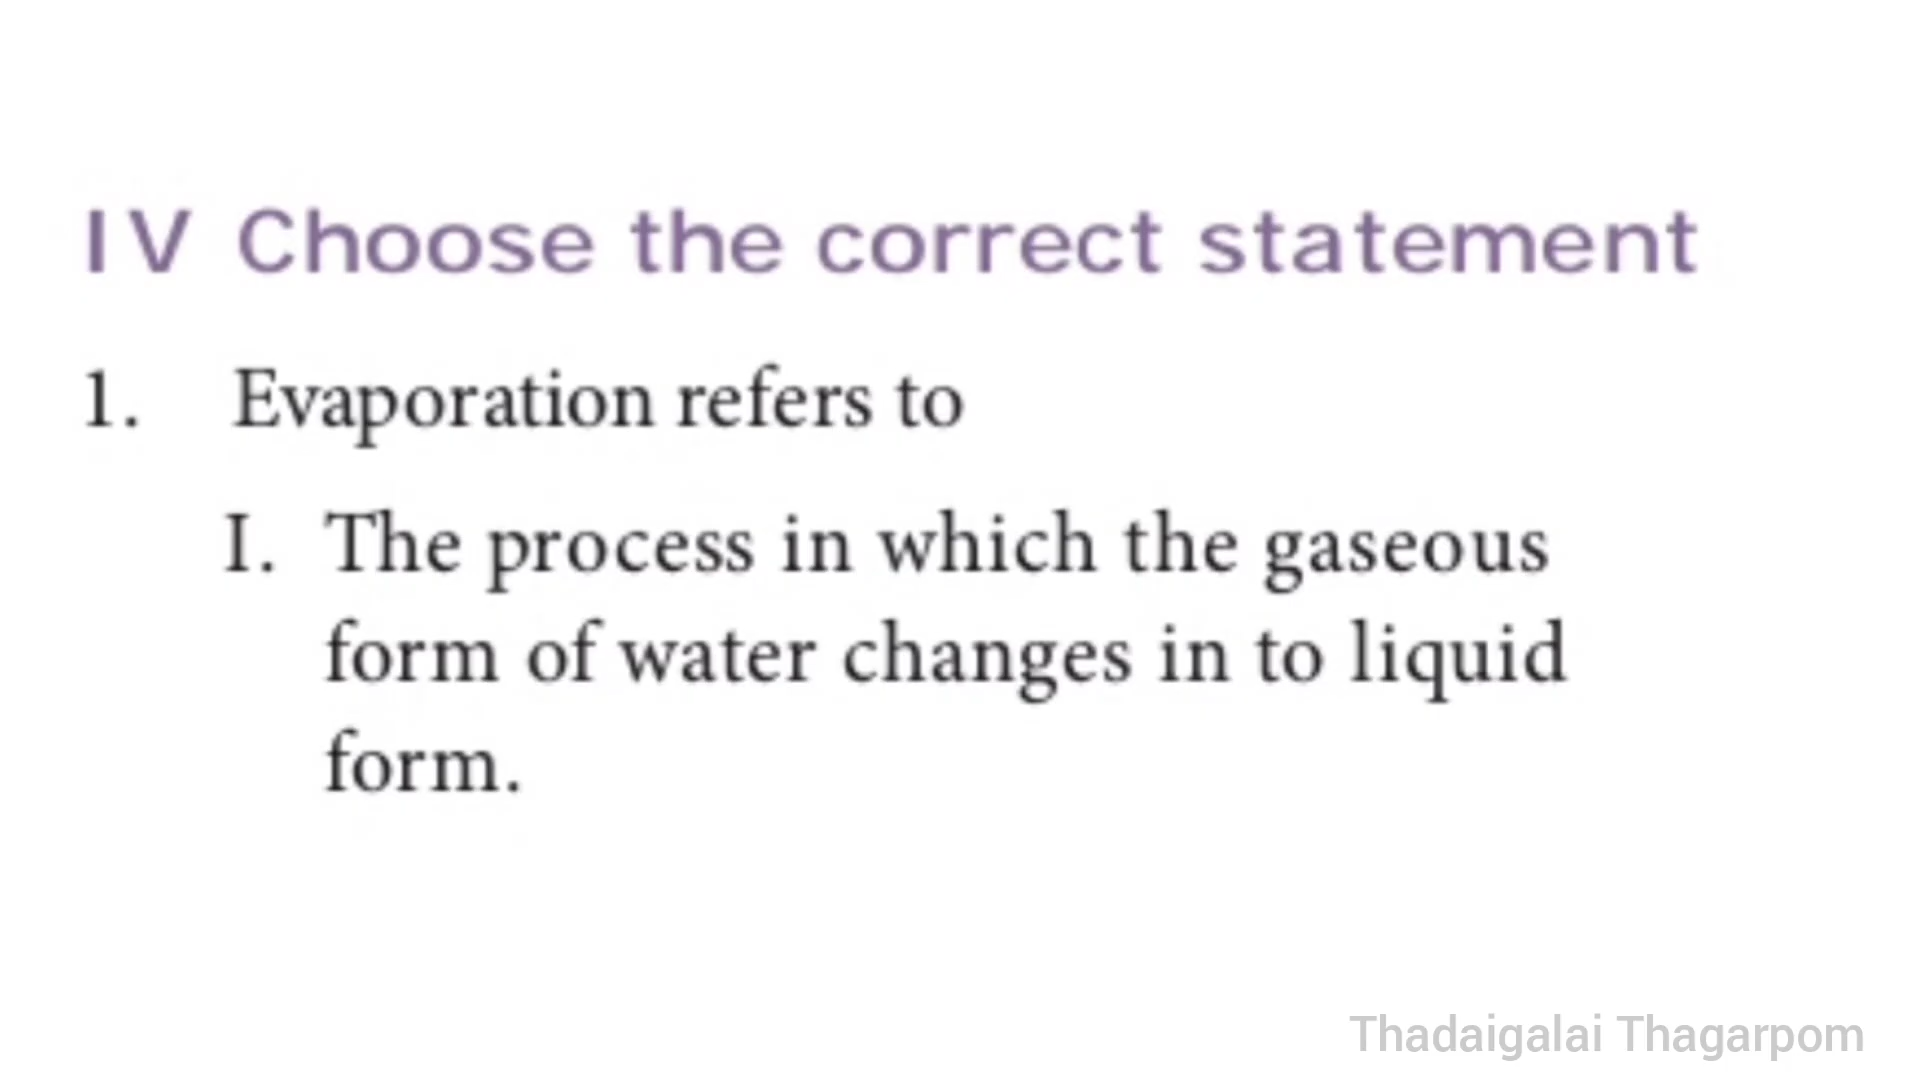 IV Choose the correct statement
1. Evaporation refers to
I. The process in which the gaseous
form of water changes in to liquid
form.
Thadaigalai Thagarpom